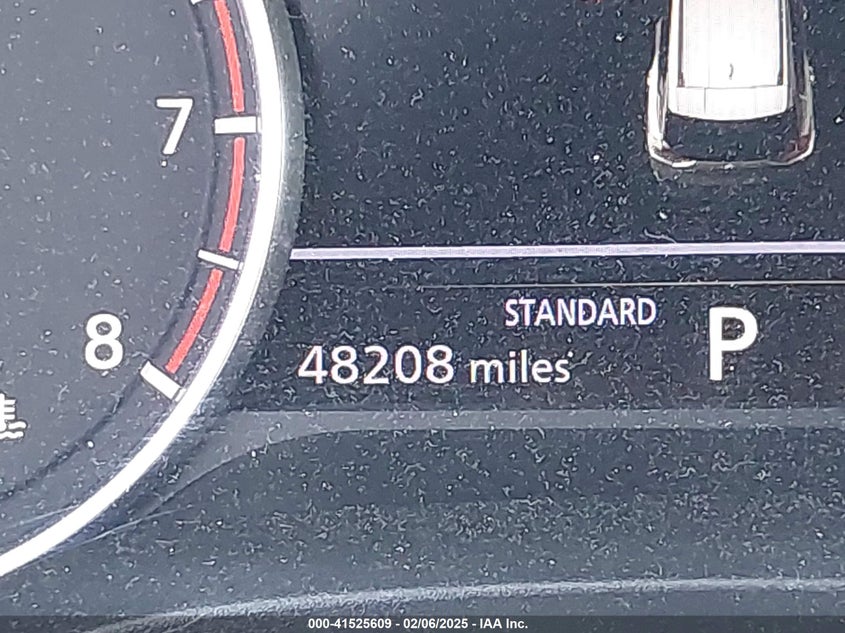 7
STANDARD
P
8
48208 miles
000-41525609 - 02/06/2025 - IAA Inc.